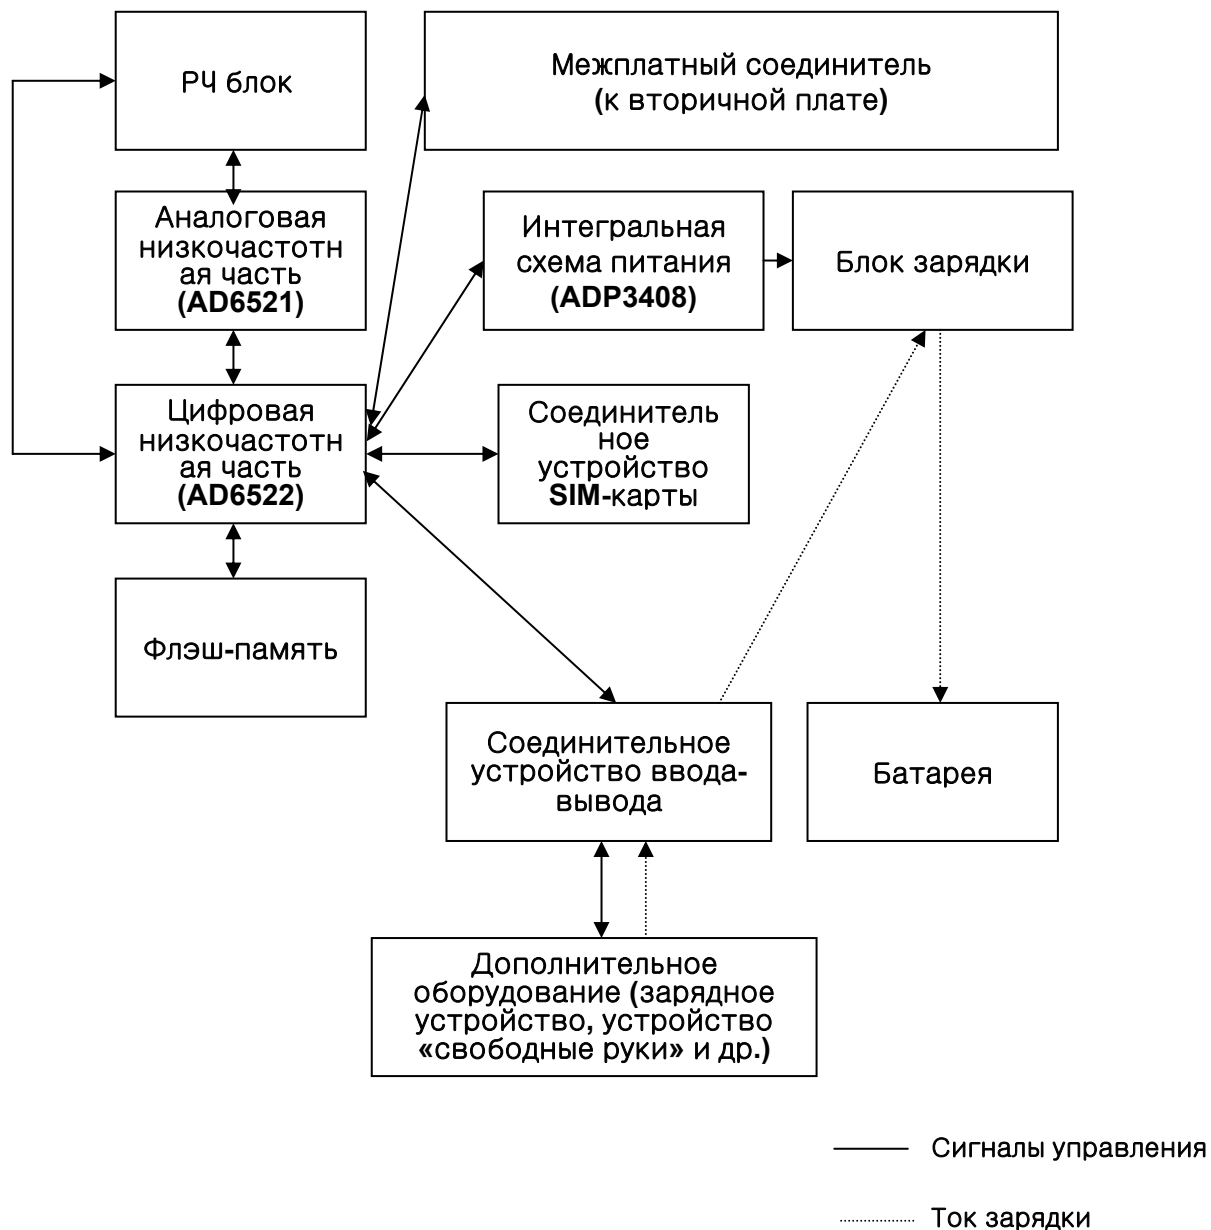 РЧ блок
Межплатный соединитель
(к вторичной плате)
Аналоговая
низкочастотн
ая часть
(AD6521)
Интегральная
схема питания
(ADP3408)
Блок зарядки
Цифровая
низкочастотн
ая часть
(AD6522)
Соединитель
ное
устройство
SIM-карты
Флэш-память
Соединительное
устройство ввода-
вывода
Батарея
Дополнительное
оборудование (зарядное
устройство, устройство
«свободные руки» и др.)
Сигналы управления
Ток зарядки